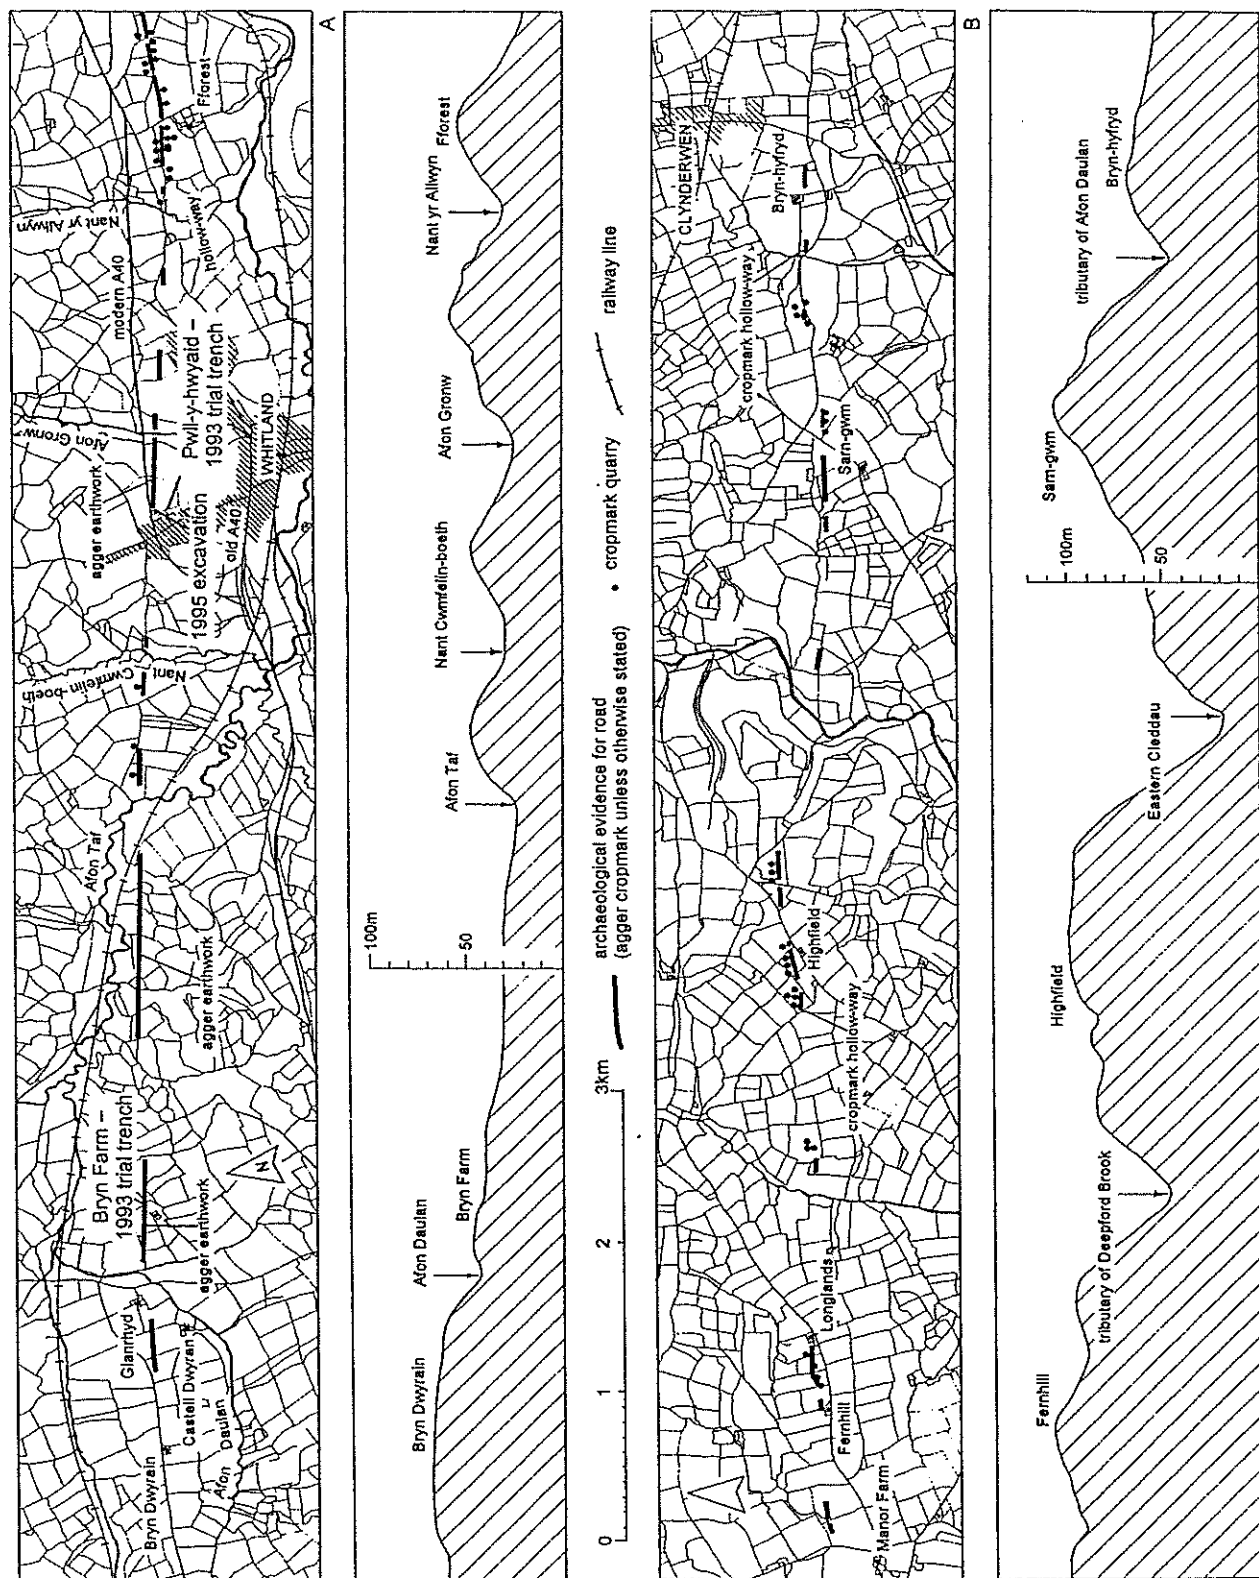 A
Bryn Dwyrain
Castell Dwyran
Afon
Daulan
Glanrhyd
Bryn Farm –
1993 trial trench
agger earthwork
N
agger earthwork
Afon Taf
Nant
Cwmfelin-boeth
1995 excavation
agger earthwork
old A40
WHITLAND
Pwll-y-hwyaid –
1993 trial trench
Afon Gronw
modern A40
hollow-way
Nant yr Allwyn
Fforest
Bryn Dwyrain
Afon Daulan
Bryn Farm
100m
50
Afon Taf
Nant Cwmfelin-boeth
Afon Gronw
Nant yr Allwyn
Fforest
0
1
2
3km
archaeological evidence for road
(agger cropmark unless otherwise stated)
cropmark quarry
railway line
B
Manor Farm
Fernhill
Longlands
cropmark hollow-way
Highfield
Sarn-gwm
cropmark hollow-way
Bryn-hyfryd
CLYNDERWEN
Fernhill
tributary of Deepford Brook
Highfield
Eastern Cleddau
100m
50
Sarn-gwm
tributary of Afon Daulan
Bryn-hyfryd